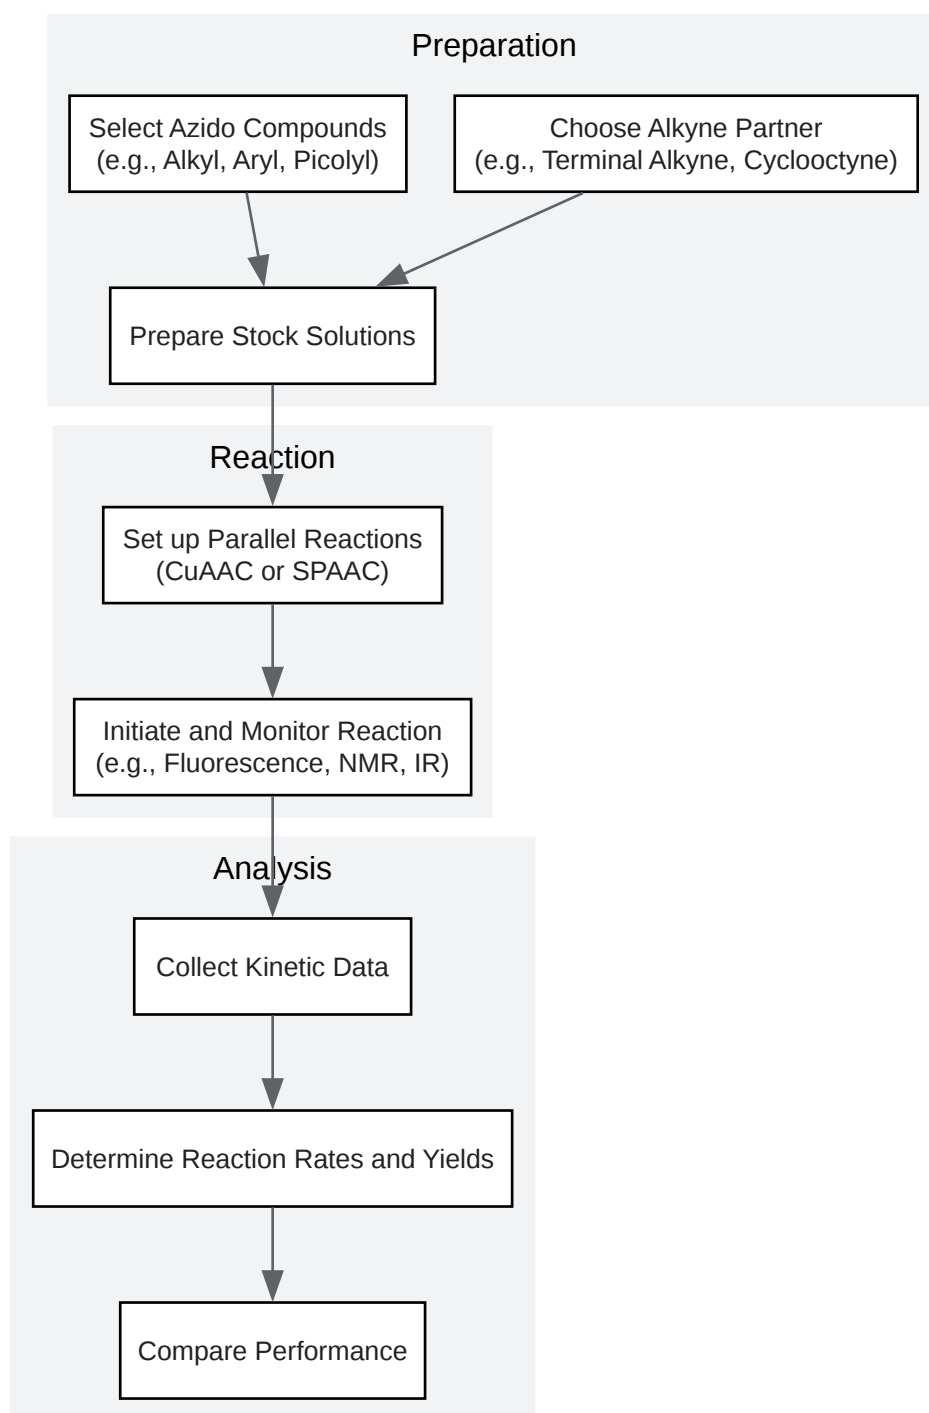 Preparation
Select Azido Compounds
(e.g., Alkyl, Aryl, Picolyl)
Choose Alkyne Partner
(e.g., Terminal Alkyne, Cyclooctyne)
Prepare Stock Solutions
Reaction
Set up Parallel Reactions
(CuAAC or SPAAC)
Initiate and Monitor Reaction
(e.g., Fluorescence, NMR, IR)
Analysis
Collect Kinetic Data
Determine Reaction Rates and Yields
Compare Performance